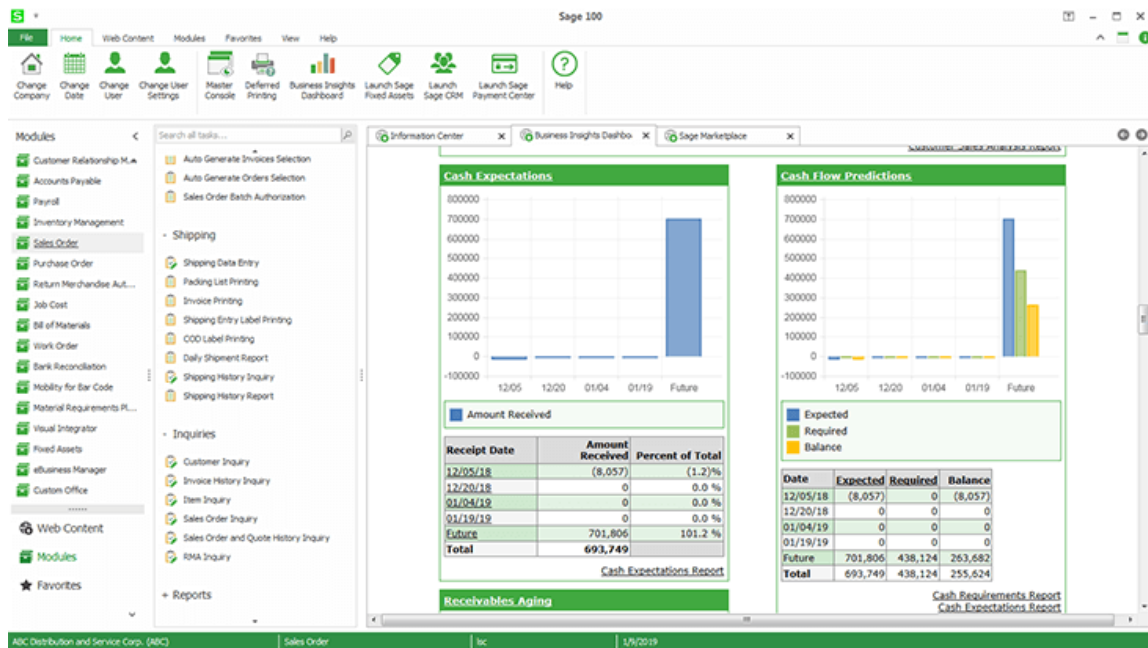 Sage 100
File Home Web Content Modules Favorites View Help
Change Company
Change Date
Change User
Change User Settings
Master Console
Deferred Printing
Business Insights Dashboard
Launch Sage Fixed Assets
Launch Sage CRM
Launch Sage Payment Center
Help
Modules
Customer Relationship M...
Accounts Payable
Payroll
Inventory Management
Sales Order
Purchase Order
Return Merchandise Aut...
Job Cost
Bill of Materials
Work Order
Bank Reconciliation
Mobility for Bar Code
Material Requirements Pl...
Visual Integrator
Fixed Assets
eBusiness Manager
Custom Office
Web Content
Modules
Favorites
Search all tasks...
Auto Generate Invoices Selection
Auto Generate Orders Selection
Sales Order Batch Authorization
- Shipping
Shipping Data Entry
Packing List Printing
Invoice Printing
Shipping Entry Label Printing
COD Label Printing
Daily Shipment Report
Shipping History Inquiry
Shipping History Report
- Inquiries
Customer Inquiry
Invoice History Inquiry
Item Inquiry
Sales Order Inquiry
Sales Order and Quote History Inquiry
RMA Inquiry
+ Reports
Information Center x
Business Insights Dashbo. x
Sage Marketplace x
Customer Sales Analysis Report
Cash Expectations
800000
700000
600000
500000
400000
300000
200000
100000
0
-100000
12/05 12/20 01/04 01/19 Future
Amount Received
Receipt Date Amount Received Percent of Total
12/05/18 (8,057) (1.2)%
12/20/18 0 0.0 %
01/04/19 0 0.0 %
01/19/19 0 0.0 %
Future 701,806 101.2 %
Total 693,749
Cash Expectations Report
Receivables Aging
Cash Flow Predictions
800000
700000
600000
500000
400000
300000
200000
100000
0
-100000
12/05 12/20 01/04 01/19 Future
Expected
Required
Balance
Date Expected Required Balance
12/05/18 (8,057) 0 (8,057)
12/20/18 0 0 0
01/04/19 0 0 0
01/19/19 0 0 0
Future 701,806 438,124 263,682
Total 693,749 438,124 255,624
Cash Requirements Report
Cash Expectations Report
ABC Distribution and Service Corp. (ABC) Sales Order loc 1/9/2019